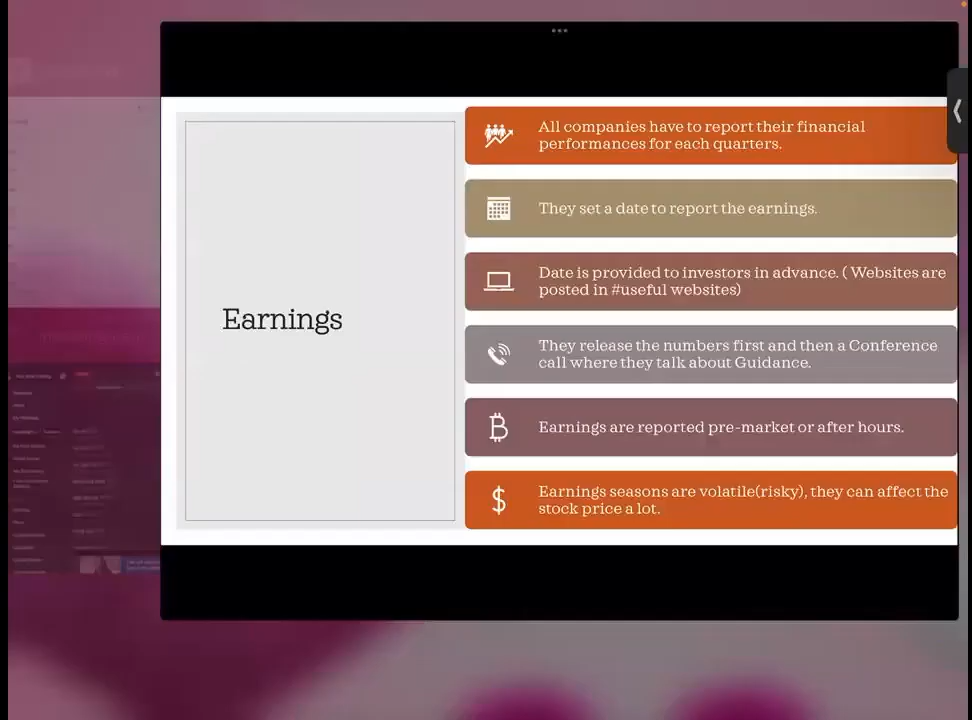 Earnings
All companies have to report their financial
performances for each quarters.
They set a date to report the earnings.
Date is provided to investors in advance. ( Websites are
posted in #useful websites)
They release the numbers first and then a Conference
call where they talk about Guidance.
Earnings are reported pre-market or after hours.
Earnings seasons are volatile(risky), they can affect the
stock price a lot.